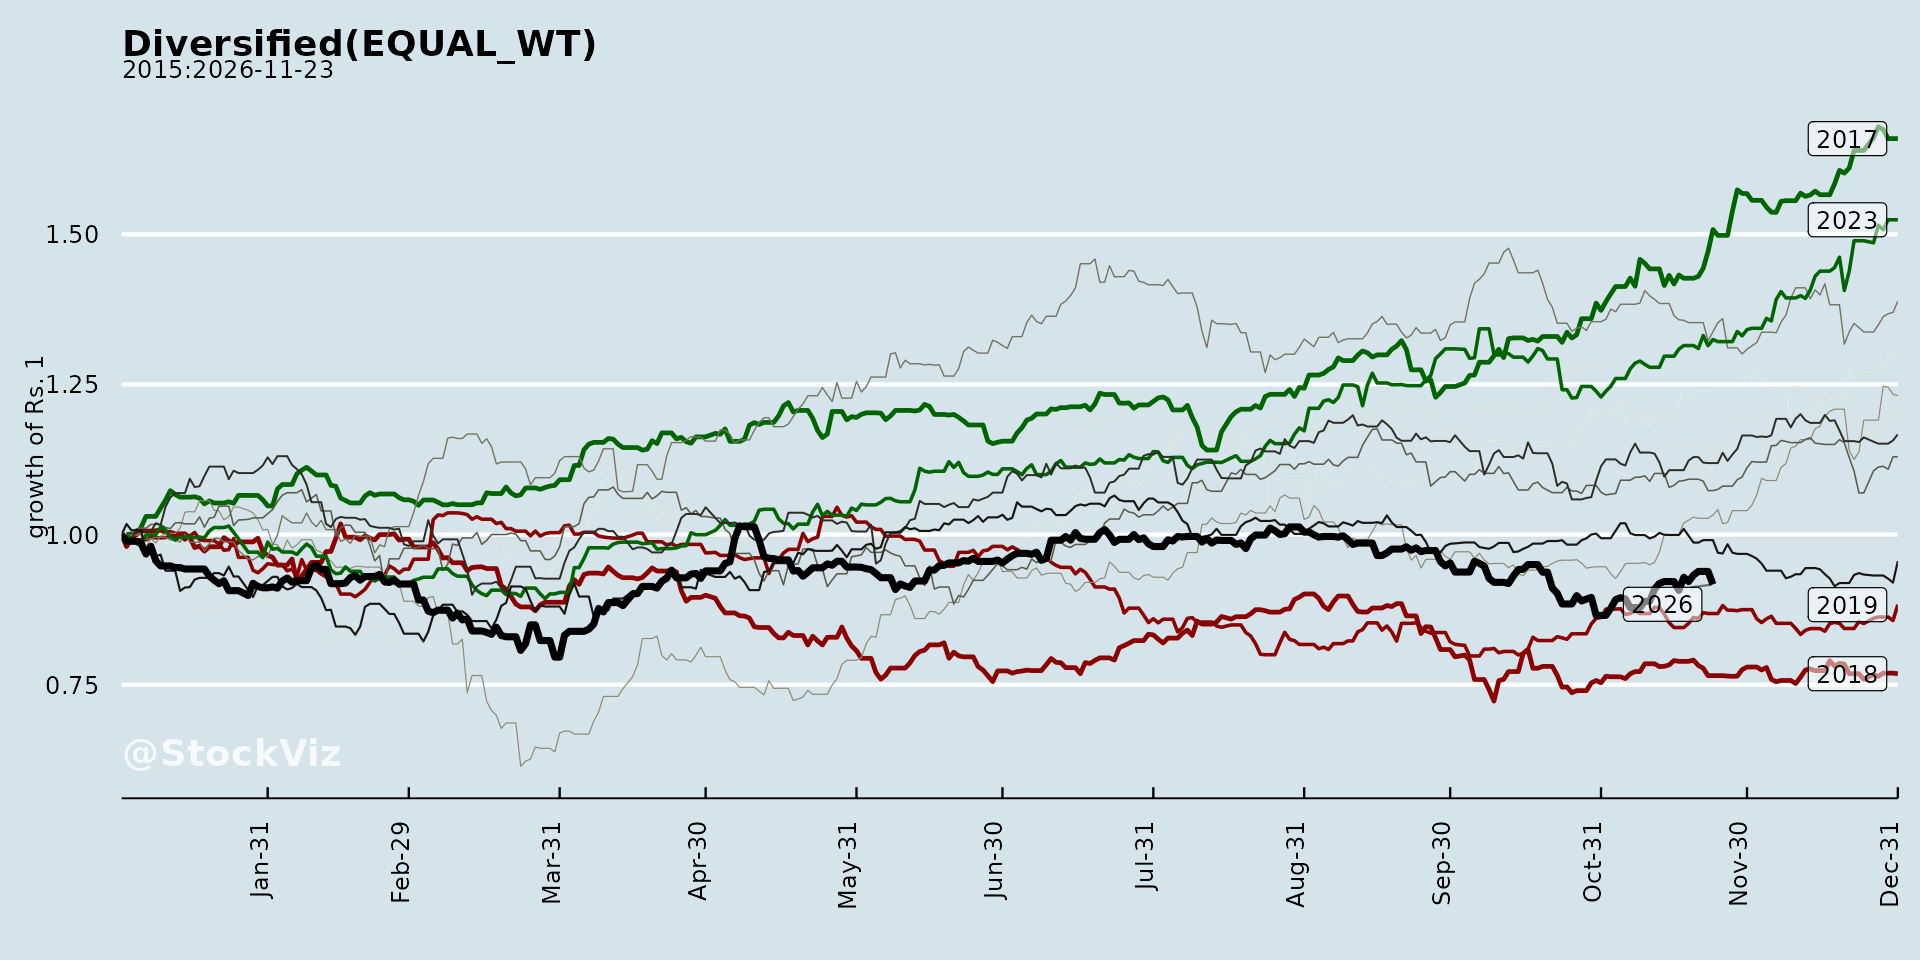 Diversified(EQUAL_WT)
2015:2026-11-23
growth of Rs. 1
1.50
1.25
1.00
0.75
2017
2023
2026
2019
2018
@StockViz
Jan-31
Feb-29
Mar-31
Apr-30
May-31
Jun-30
Jul-31
Aug-31
Sep-30
Oct-31
Nov-30
Dec-31